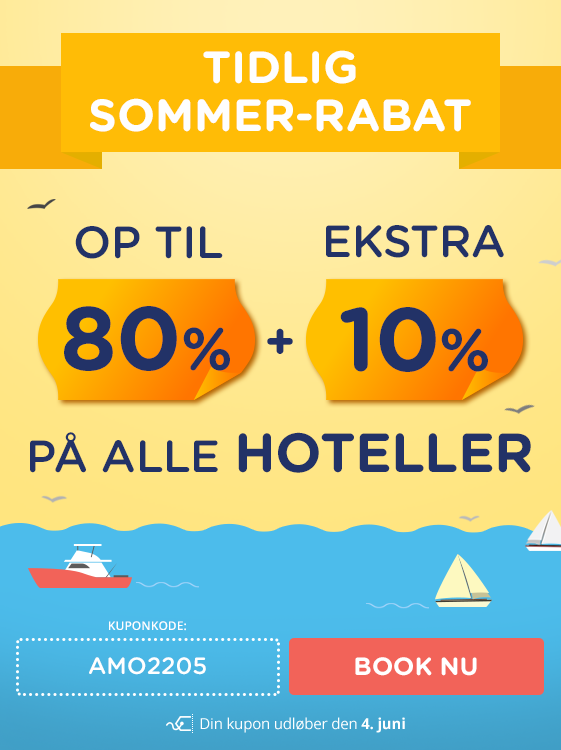 TIDLIG
SOMMER-RABAT
OP TIL
80%
+
EKSTRA
10%
PÅ ALLE HOTELLER
KUPONKODE:
AMO2205
BOOK NU
Din kupon udløber den 4. juni